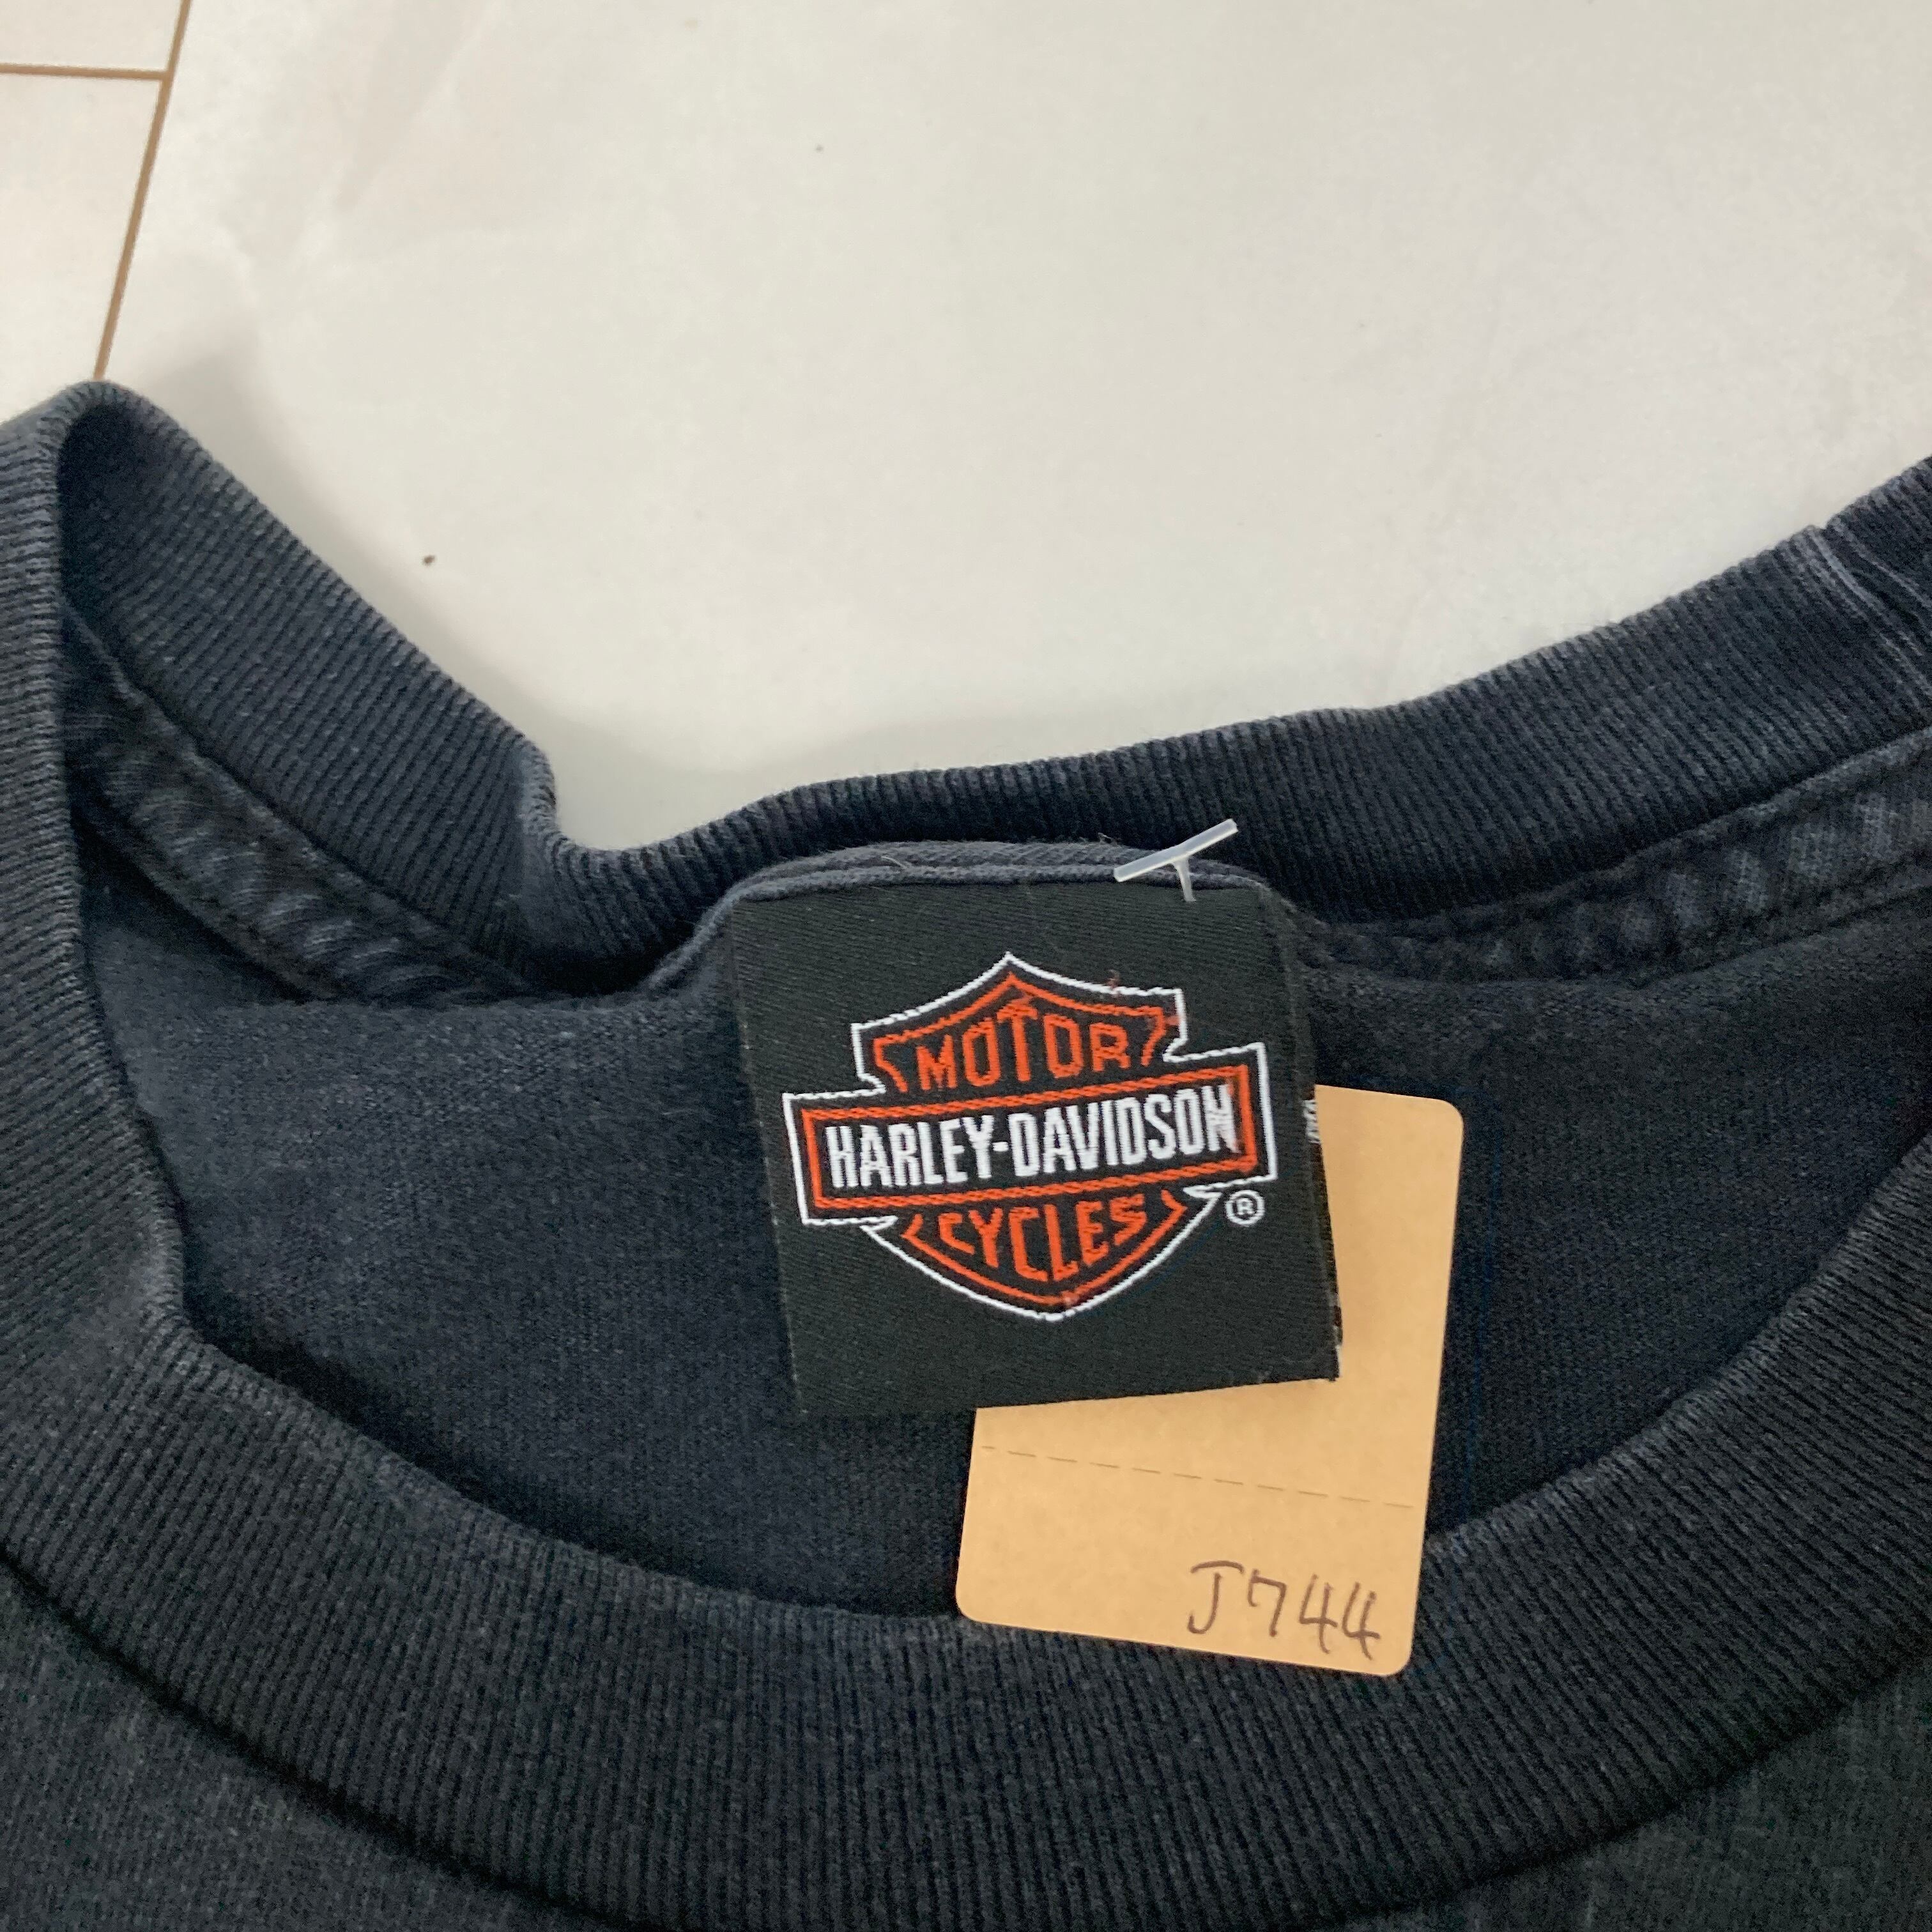 MOTOR
HARLEY-DAVIDSON
CYCLES
®
J744